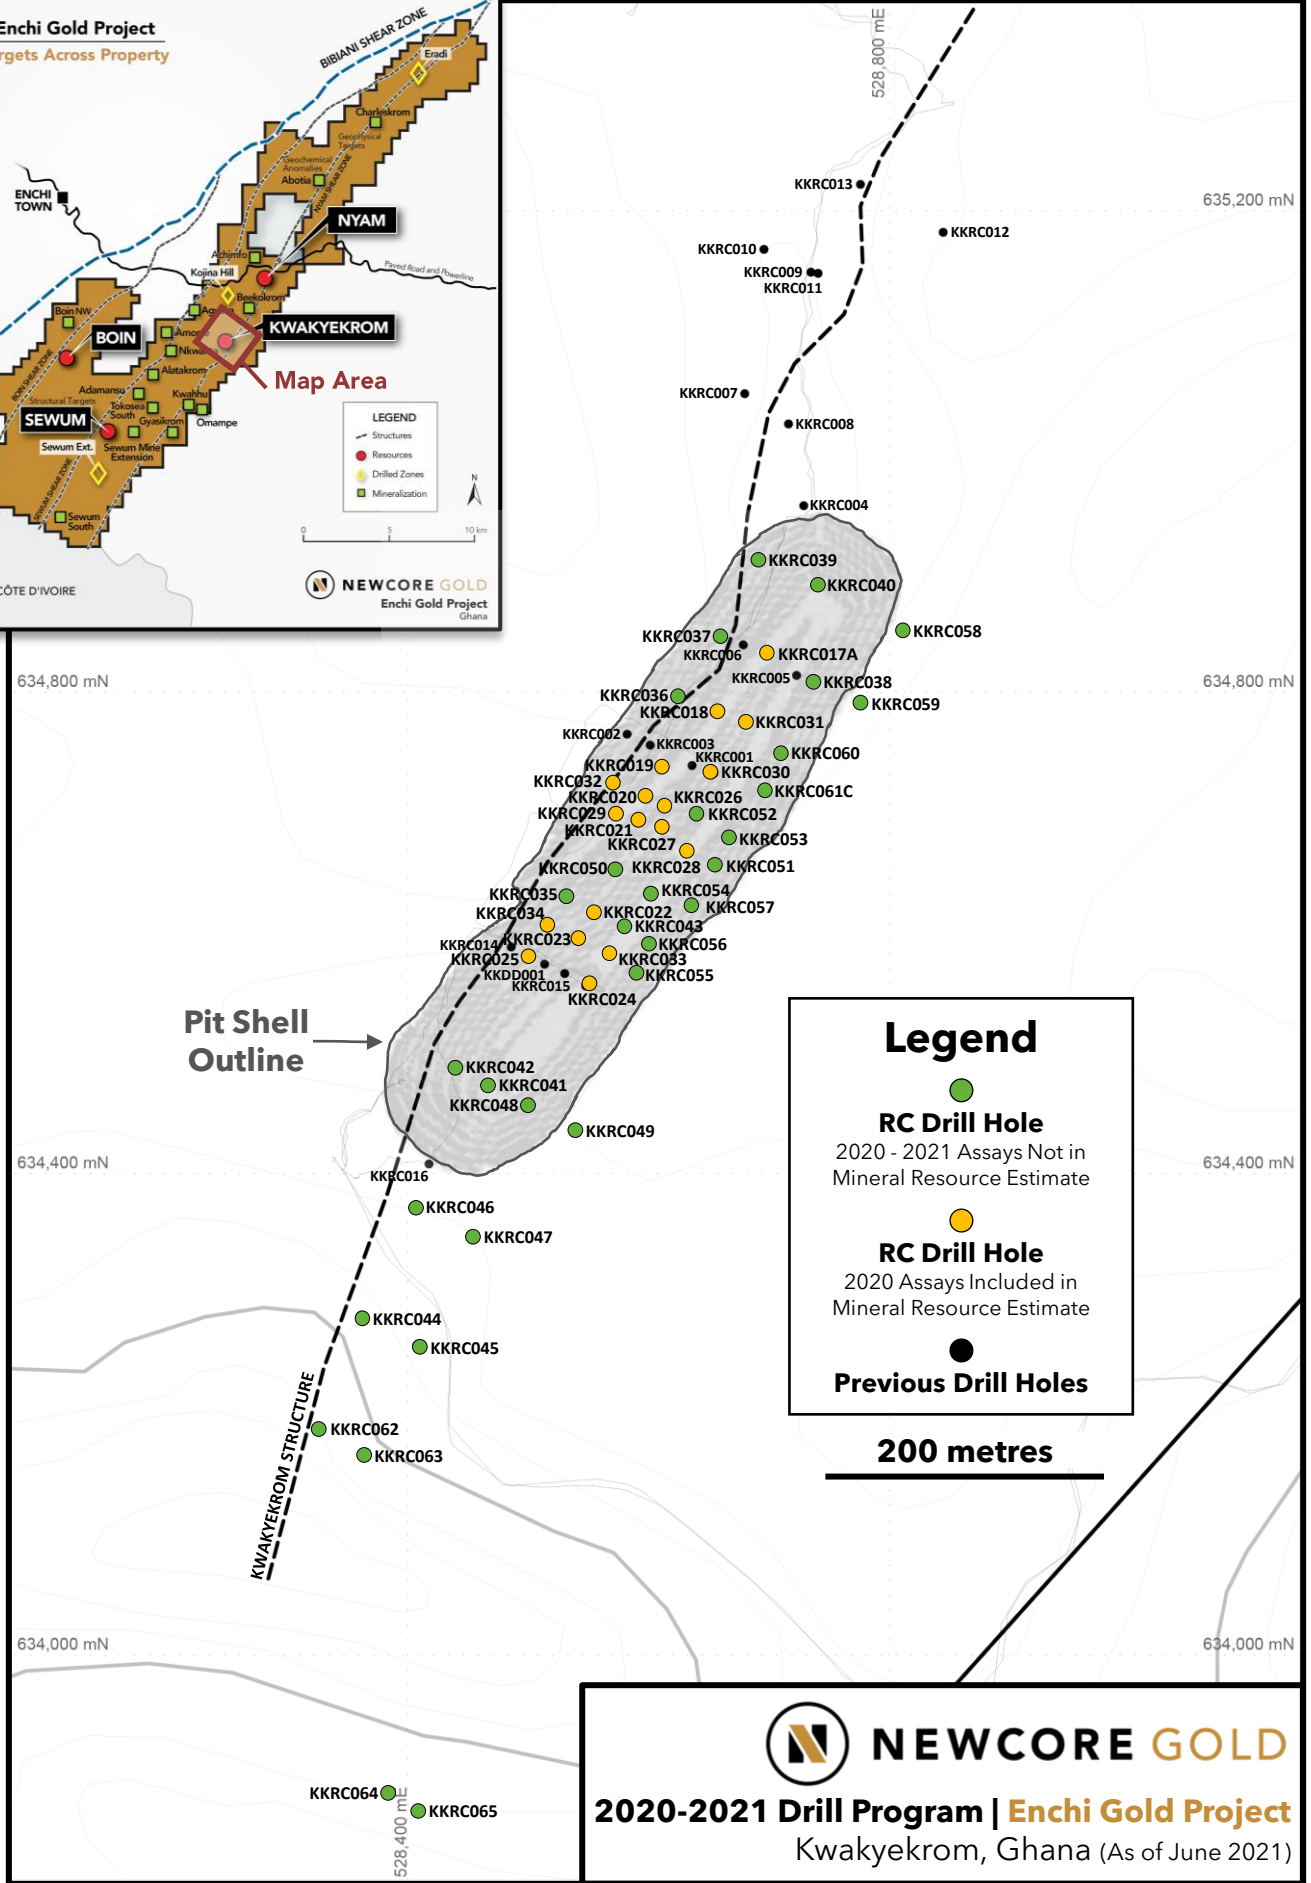 Enchi Gold Project
rgets Across Property
BIBIANI SHEAR ZONE
Eradi
Charleskrom
Geophysical
Targets
Geochemical
Anomalies
Abotia
NYAM SHEAR ZONE
ENCHI
TOWN
NYAM
Achimfo
Kojina Hill
Paved Road and Powerline
Beekokrom
Boin NW
KWAKYEKROM
BOIN
Map Area
Alatakrom
BOIN SHEAR ZONE
Adamansu
Structural Targets
Tokosea
South
Kwahu
Omampe
Gyasikrom
SEWUM
Sewum Ext.
Sewum Mine
Extension
SEWUM SHEAR ZONE
Sewum
South
LEGEND
Structures
Resources
Drilled Zones
Mineralization
N
0 5 10 km
CÔTE D'IVOIRE
NEWCORE GOLD
Enchi Gold Project
Ghana
528,800 mE
KKRC013
635,200 mN
KKRC012
KKRC010
KKRC009
KKRC011
KKRC007
KKRC008
KKRC004
KKRC039
KKRC040
KKRC058
KKRC037
KKRC006
KKRC017A
634,800 mN
KKRC005
KKRC038
634,800 mN
KKRC036
KKRC059
KKRC018
KKRC031
KKRC002
KKRC003
KKRC001
KKRC060
KKRC019
KKRC030
KKRC032
KKRC061C
KKRC020
KKRC026
KKRC029
KKRC052
KKRC021
KKRC053
KKRC027
KKRC050
KKRC028
KKRC051
KKRC035
KKRC054
KKRC057
KKRC034
KKRC022
KKRC043
KKRC014
KKRC023
KKRC056
KKRC025
KKRC033
KKDD001
KKRC055
KKRC015
KKRC024
Pit Shell
Outline
KKRC042
KKRC041
KKRC048
KKRC049
634,400 mN
634,400 mN
KKRC016
KKRC046
KKRC047
KKRC044
KKRC045
KKRC062
KKRC063
KWAKYEKROM STRUCTURE
Legend
RC Drill Hole
2020 - 2021 Assays Not in
Mineral Resource Estimate
RC Drill Hole
2020 Assays Included in
Mineral Resource Estimate
Previous Drill Holes
200 metres
634,000 mN
634,000 mN
KKRC064
KKRC065
528,400 mE
NEWCORE GOLD
2020-2021 Drill Program | Enchi Gold Project
Kwakyekrom, Ghana (As of June 2021)